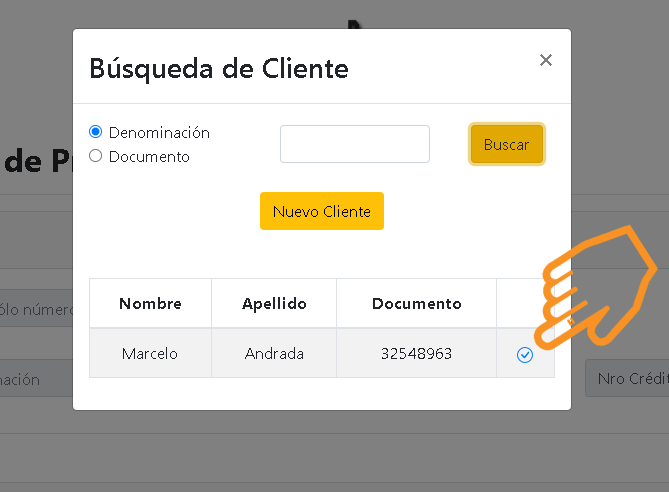 Búsqueda de Cliente ×
Denominación
Documento
Buscar
de P
Nuevo Cliente
Nombre Apellido Documento
ólo número
Marcelo Andrada 32548963
nación
Nro Crédit